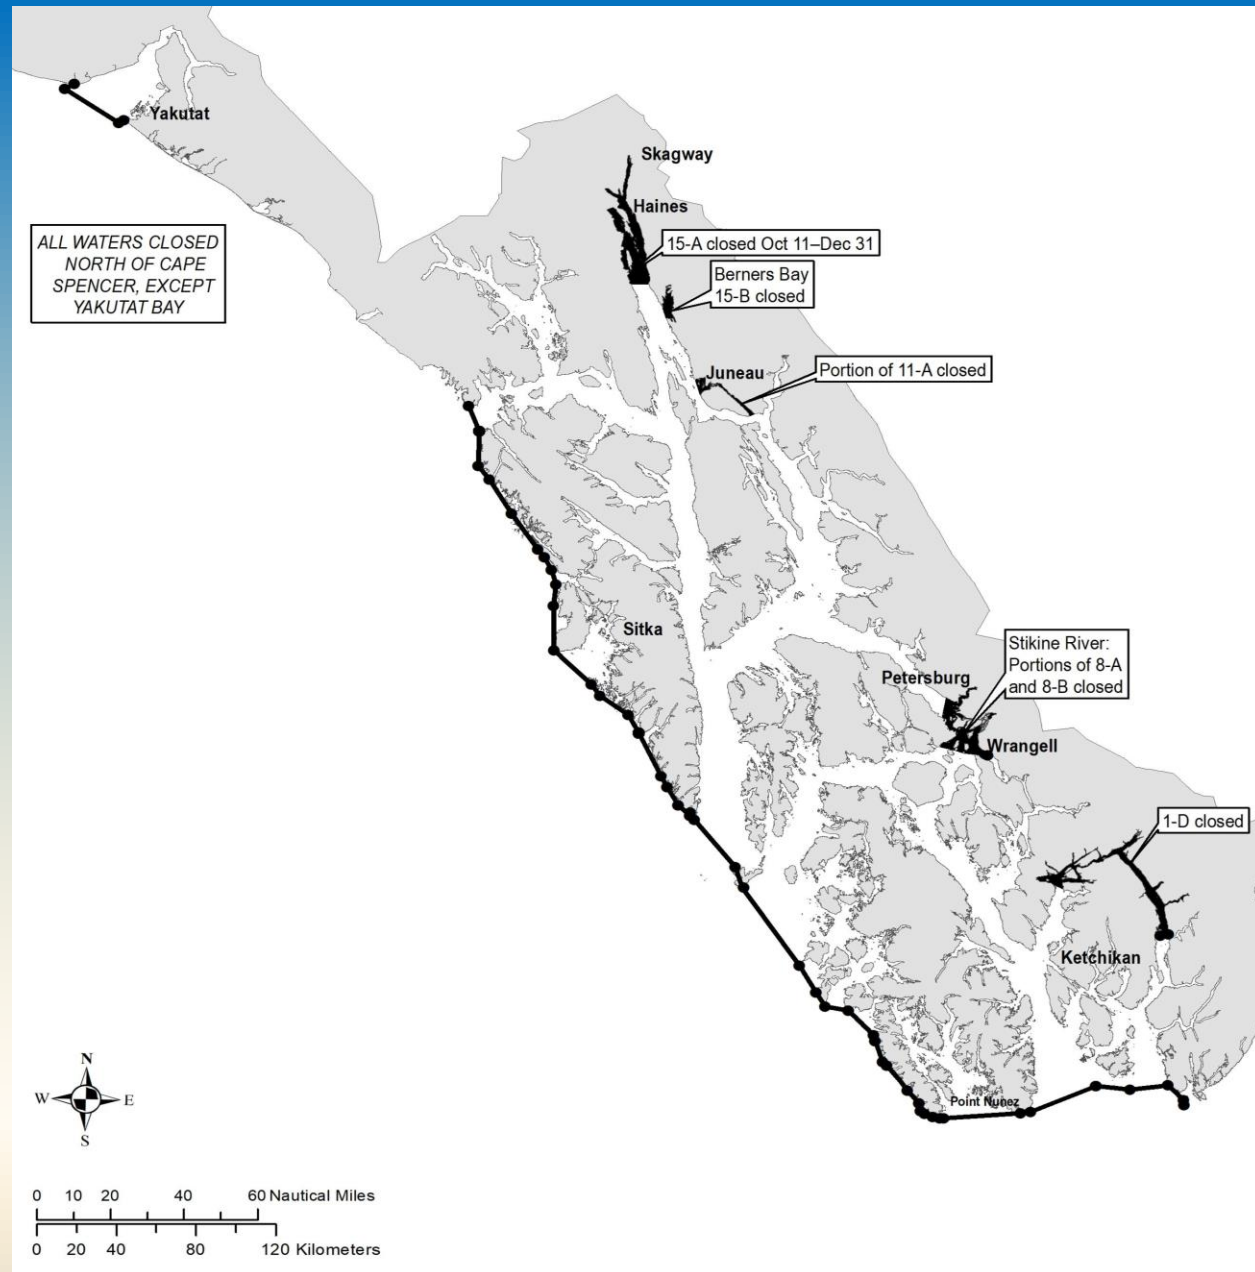 Yakutat
Skagway
Haines
ALL WATERS CLOSED
NORTH OF CAPE
SPENCER, EXCEPT
YAKUTAT BAY
15-A closed Oct 11–Dec 31
Berners Bay
15-B closed
Juneau
Portion of 11-A closed
Sitka
Stikine River:
Portions of 8-A
and 8-B closed
Petersburg
Wrangell
1-D closed
Ketchikan
Point Nunez
N
W E
S
0 10 20 40 60 Nautical Miles
0 20 40 80 120 Kilometers